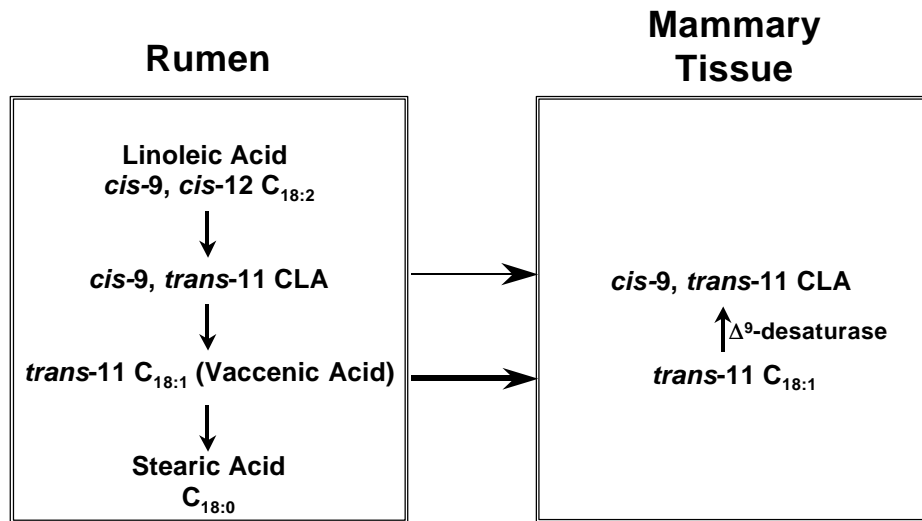 Rumen
Linoleic Acid
cis-9, cis-12 C18:2
cis-9, trans-11 CLA
trans-11 C18:1 (Vaccenic Acid)
Stearic Acid
C18:0
Mammary
Tissue
cis-9, trans-11 CLA
Δ⁹-desaturase
trans-11 C18:1